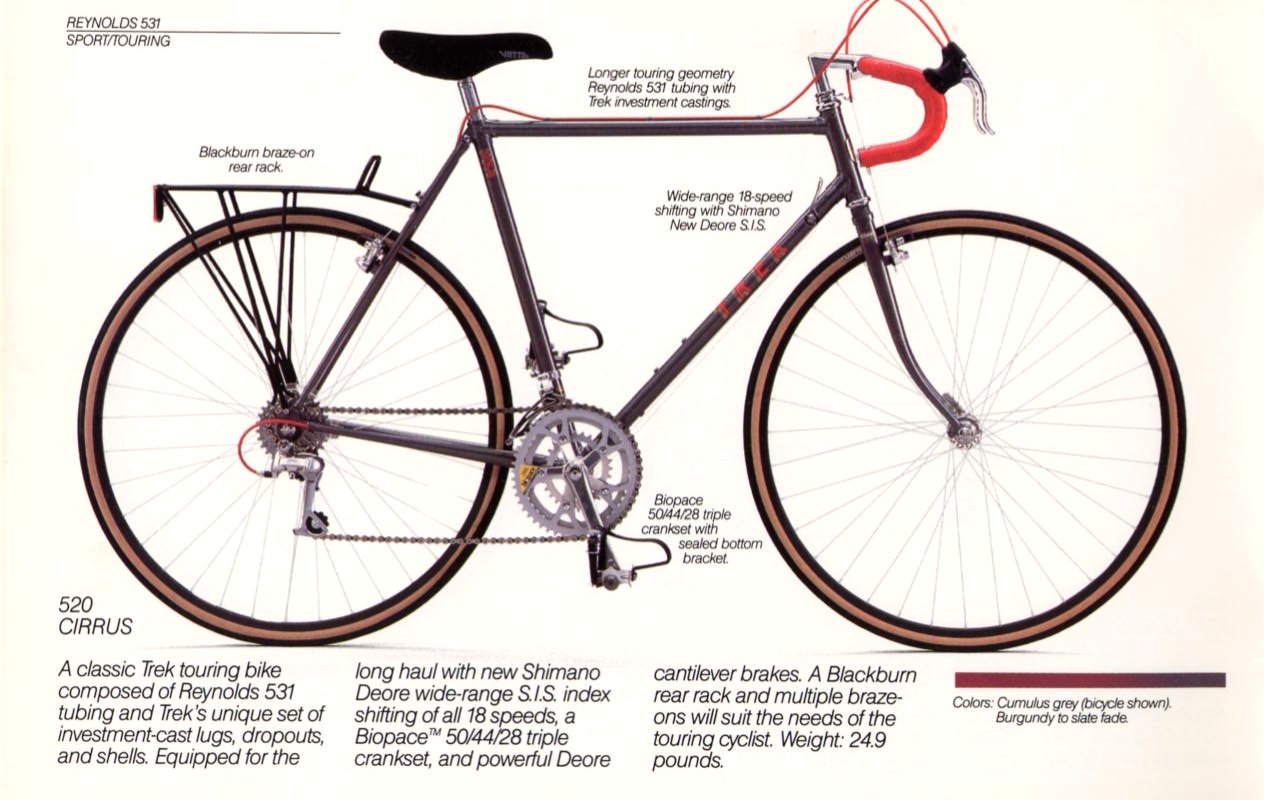 REYNOLDS 531
SPORT/TOURING
VETTA
Longer touring geometry
Reynolds 531 tubing with
Trek investment castings.
Blackburn braze-on
rear rack.
Wide-range 18-speed
shifting with Shimano
New Deore S.I.S.
TREK
Biopace
50/44/28 triple
crankset with
sealed bottom
bracket.
520
CIRRUS
A classic Trek touring bike
composed of Reynolds 531
tubing and Trek's unique set of
investment-cast lugs, dropouts,
and shells. Equipped for the
long haul with new Shimano
Deore wide-range S.I.S. index
shifting of all 18 speeds, a
Biopace™ 50/44/28 triple
crankset, and powerful Deore
cantilever brakes. A Blackburn
rear rack and multiple braze-
ons will suit the needs of the
touring cyclist. Weight: 24.9
pounds.
Colors: Cumulus grey (bicycle shown).
Burgundy to slate fade.